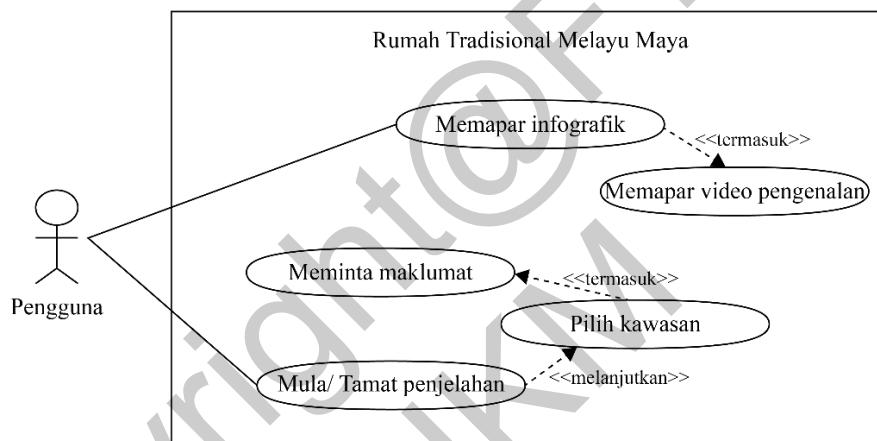 Rumah Tradisional Melayu Maya
Memapar infografik
<<termasuk>>
Memapar video pengenalan
Pengguna
Meminta maklumat
<<termasuk>>
Pilih kawasan
Mula/ Tamat penjelahan
<<melanjutkan>>